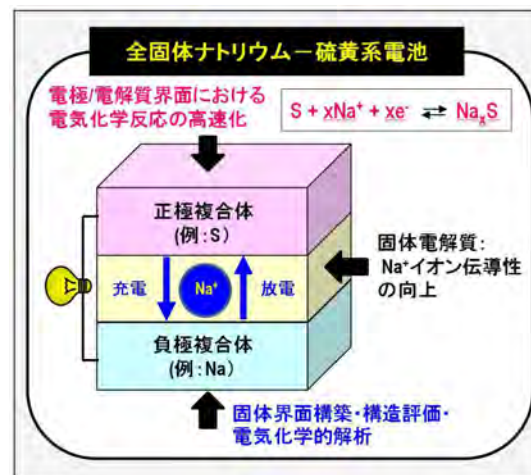 全固体ナトリウムー硫黄系電池
電極/電解質界面における
電気化学反応の高速化
S + xNa⁺ + xe⁻ ⇄ NaₓS
正極複合体
(例：S)
充電
Na⁺
放電
負極複合体
(例：Na)
固体電解質：
Na⁺イオン伝導性
の向上
固体界面構築・構造評価・
電気化学的解析